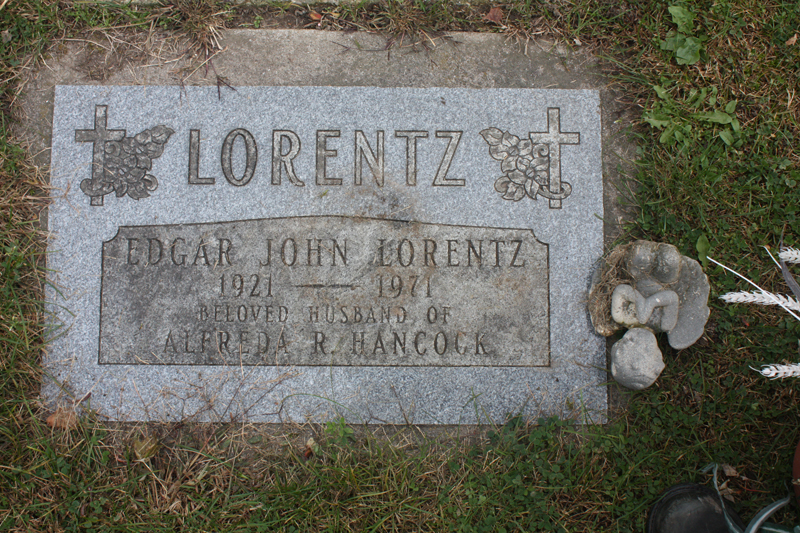 LORENTZ
EDGAR JOHN LORENTZ
1921 — 1971
BELOVED HUSBAND OF
ALFREDA R. HANCOCK